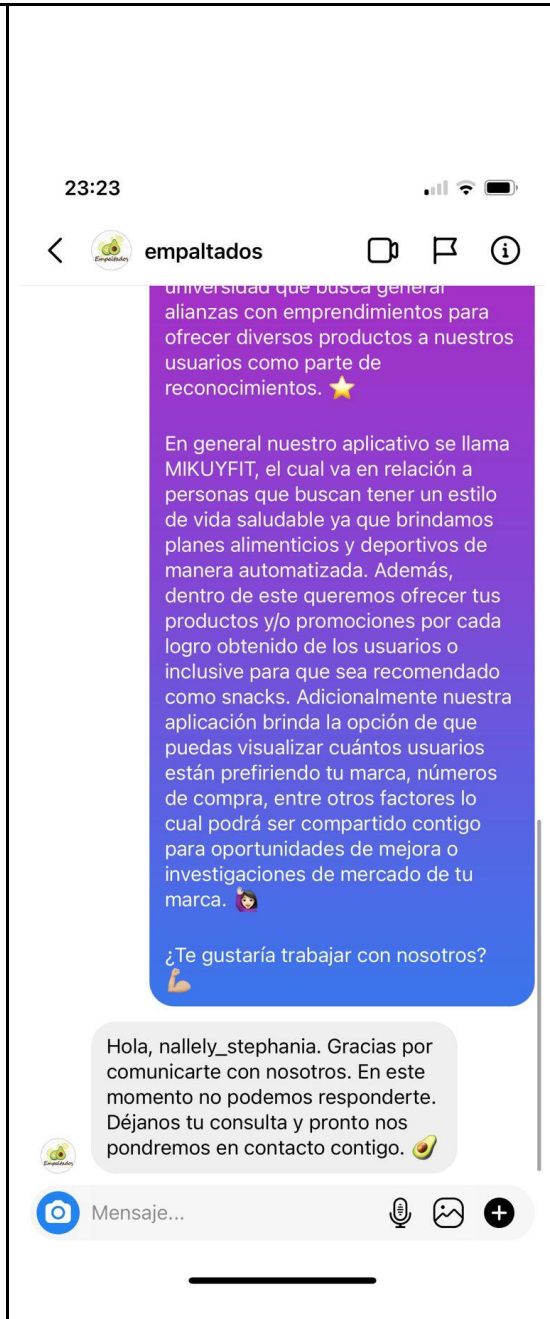 23:23
empaltados
Empaltados
universidad que busca generar
alianzas con emprendimientos para
ofrecer diversos productos a nuestros
usuarios como parte de
reconocimientos. ⭐
En general nuestro aplicativo se llama
MIKUYFIT, el cual va en relación a
personas que buscan tener un estilo
de vida saludable ya que brindamos
planes alimenticios y deportivos de
manera automatizada. Además,
dentro de este queremos ofrecer tus
productos y/o promociones por cada
logro obtenido de los usuarios o
inclusive para que sea recomendado
como snacks. Adicionalmente nuestra
aplicación brinda la opción de que
puedas visualizar cuántos usuarios
están prefiriendo tu marca, números
de compra, entre otros factores lo
cual podrá ser compartido contigo
para oportunidades de mejora o
investigaciones de mercado de tu
marca. 🙋🏻‍♀️
¿Te gustaría trabajar con nosotros?
💪🏼
Hola, nallely_stephania. Gracias por
comunicarte con nosotros. En este
momento no podemos responderte.
Déjanos tu consulta y pronto nos
pondremos en contacto contigo. 🥑
Empaltados
Mensaje...